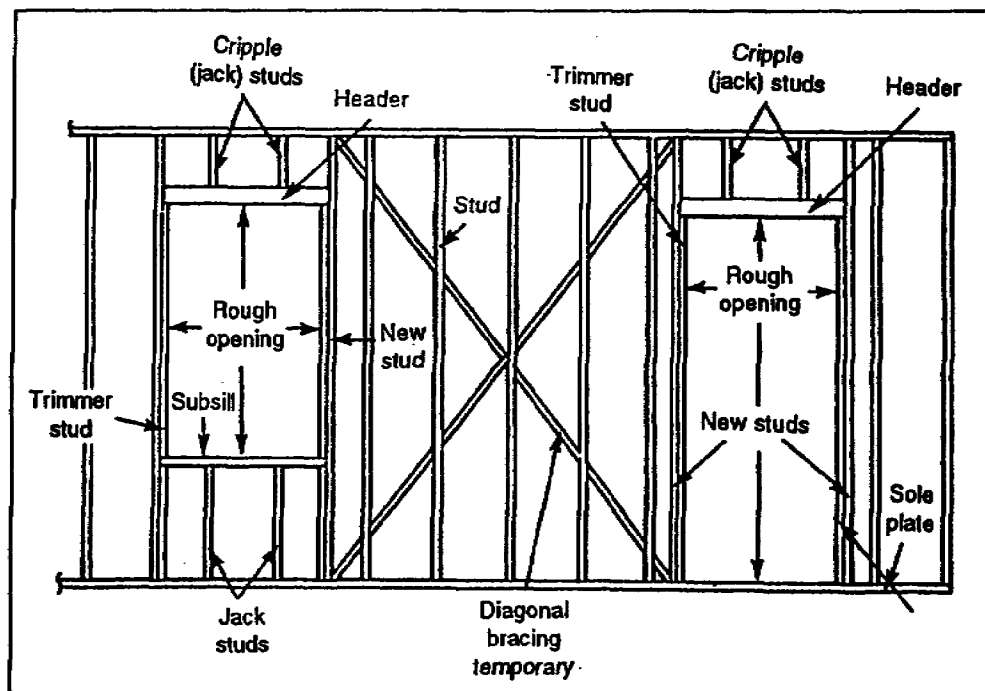 Cripple
(jack) studs
Header
Trimmer
stud
Cripple
(jack) studs
Header
Stud
Rough
opening
New
stud
Rough
opening
Trimmer
stud
Subsill
New studs
Sole
plate
Jack
studs
Diagonal
bracing
temporary